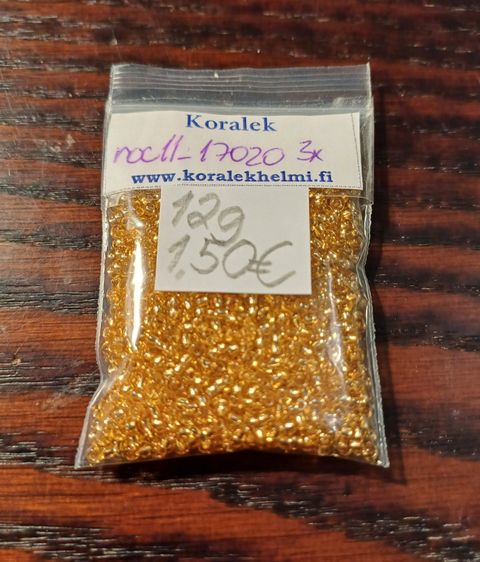 Koralek
roc11-17020 3x
www.koralekhelmi.fi
12g
1.50€